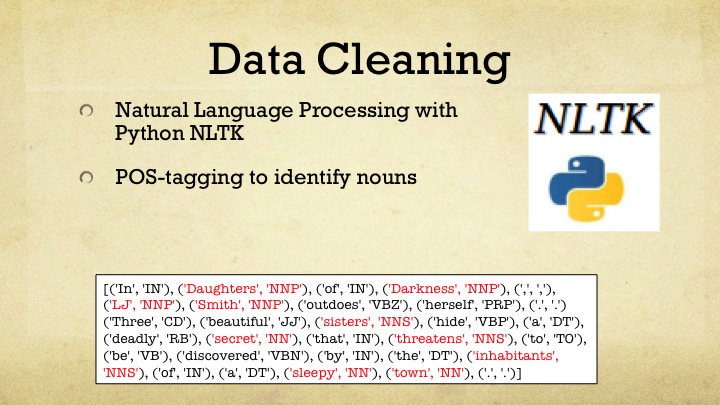 Data Cleaning
Natural Language Processing with
Python NLTK
POS-tagging to identify nouns
NLTK
[('In', 'IN'), ('Daughters', 'NNP'), ('of', 'IN'), ('Darkness', 'NNP'), (',', ','),
('LJ', 'NNP'), ('Smith', 'NNP'), ('outdoes', 'VBZ'), ('herself', 'PRP'), ('.', '.')
('Three', 'CD'), ('beautiful', 'JJ'), ('sisters', 'NNS'), ('hide', 'VBP'), ('a', 'DT'),
('deadly', 'RB'), ('secret', 'NN'), ('that', 'IN'), ('threatens', 'NNS'), ('to', 'TO'),
('be', 'VB'), ('discovered', 'VBN'), ('by', 'IN'), ('the', 'DT'), ('inhabitants',
'NNS'), ('of', 'IN'), ('a', 'DT'), ('sleepy', 'NN'), ('town', 'NN'), ('.', '.')]